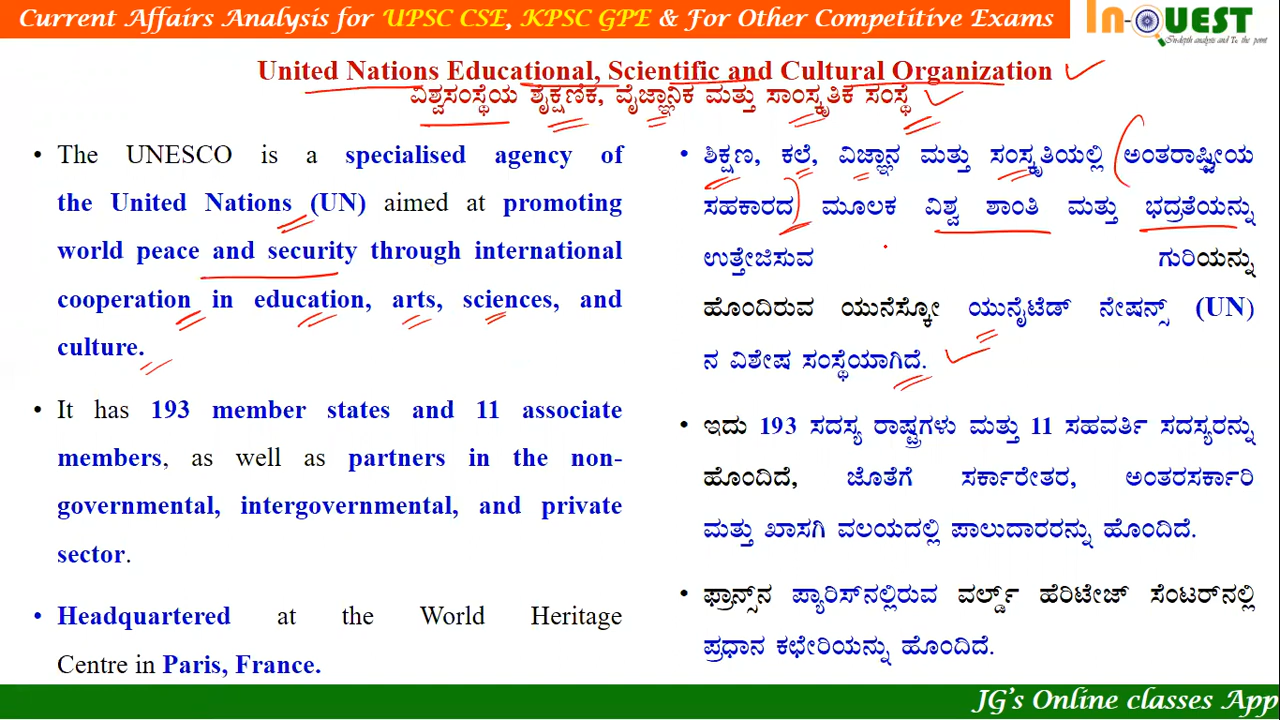 Current Affairs Analysis for UPSC CSE, KPSC GPE & For Other Competitive Exams
In-QUEST
In-depth analysis and To the point
United Nations Educational, Scientific and Cultural Organization
ವಿಶ್ವಸಂಸ್ಥೆಯ ಶೈಕ್ಷಣಿಕ, ವೈಜ್ಞಾನಿಕ ಮತ್ತು ಸಾಂಸ್ಕೃತಿಕ ಸಂಸ್ಥೆ
• The UNESCO is a specialised agency of
the United Nations (UN) aimed at promoting
world peace and security through international
cooperation in education, arts, sciences, and
culture.
• It has 193 member states and 11 associate
members, as well as partners in the non-
governmental, intergovernmental, and private
sector.
• Headquartered at the World Heritage
Centre in Paris, France.
• ಶಿಕ್ಷಣ, ಕಲೆ, ವಿಜ್ಞಾನ ಮತ್ತು ಸಂಸ್ಕೃತಿಯಲ್ಲಿ ಅಂತರಾಷ್ಟ್ರೀಯ
ಸಹಕಾರದ ಮೂಲಕ ವಿಶ್ವ ಶಾಂತಿ ಮತ್ತು ಭದ್ರತೆಯನ್ನು
ಉತ್ತೇಜಿಸುವ ಗುರಿಯನ್ನು
ಹೊಂದಿರುವ ಯುನೆಸ್ಕೋ ಯುನೈಟೆಡ್ ನೇಷನ್ಸ್ (UN)
ನ ವಿಶೇಷ ಸಂಸ್ಥೆಯಾಗಿದೆ.
• ಇದು 193 ಸದಸ್ಯ ರಾಷ್ಟ್ರಗಳು ಮತ್ತು 11 ಸಹವರ್ತಿ ಸದಸ್ಯರನ್ನು
ಹೊಂದಿದೆ, ಜೊತೆಗೆ ಸರ್ಕಾರೇತರ, ಅಂತರಸರ್ಕಾರಿ
ಮತ್ತು ಖಾಸಗಿ ವಲಯದಲ್ಲಿ ಪಾಲುದಾರರನ್ನು ಹೊಂದಿದೆ.
• ಫ್ರಾನ್ಸ್‌ನ ಪ್ಯಾರಿಸ್‌ನಲ್ಲಿರುವ ವರ್ಲ್ಡ್ ಹೆರಿಟೇಜ್ ಸೆಂಟರ್‌ನಲ್ಲಿ
ಪ್ರಧಾನ ಕಛೇರಿಯನ್ನು ಹೊಂದಿದೆ.
JG's Online classes App